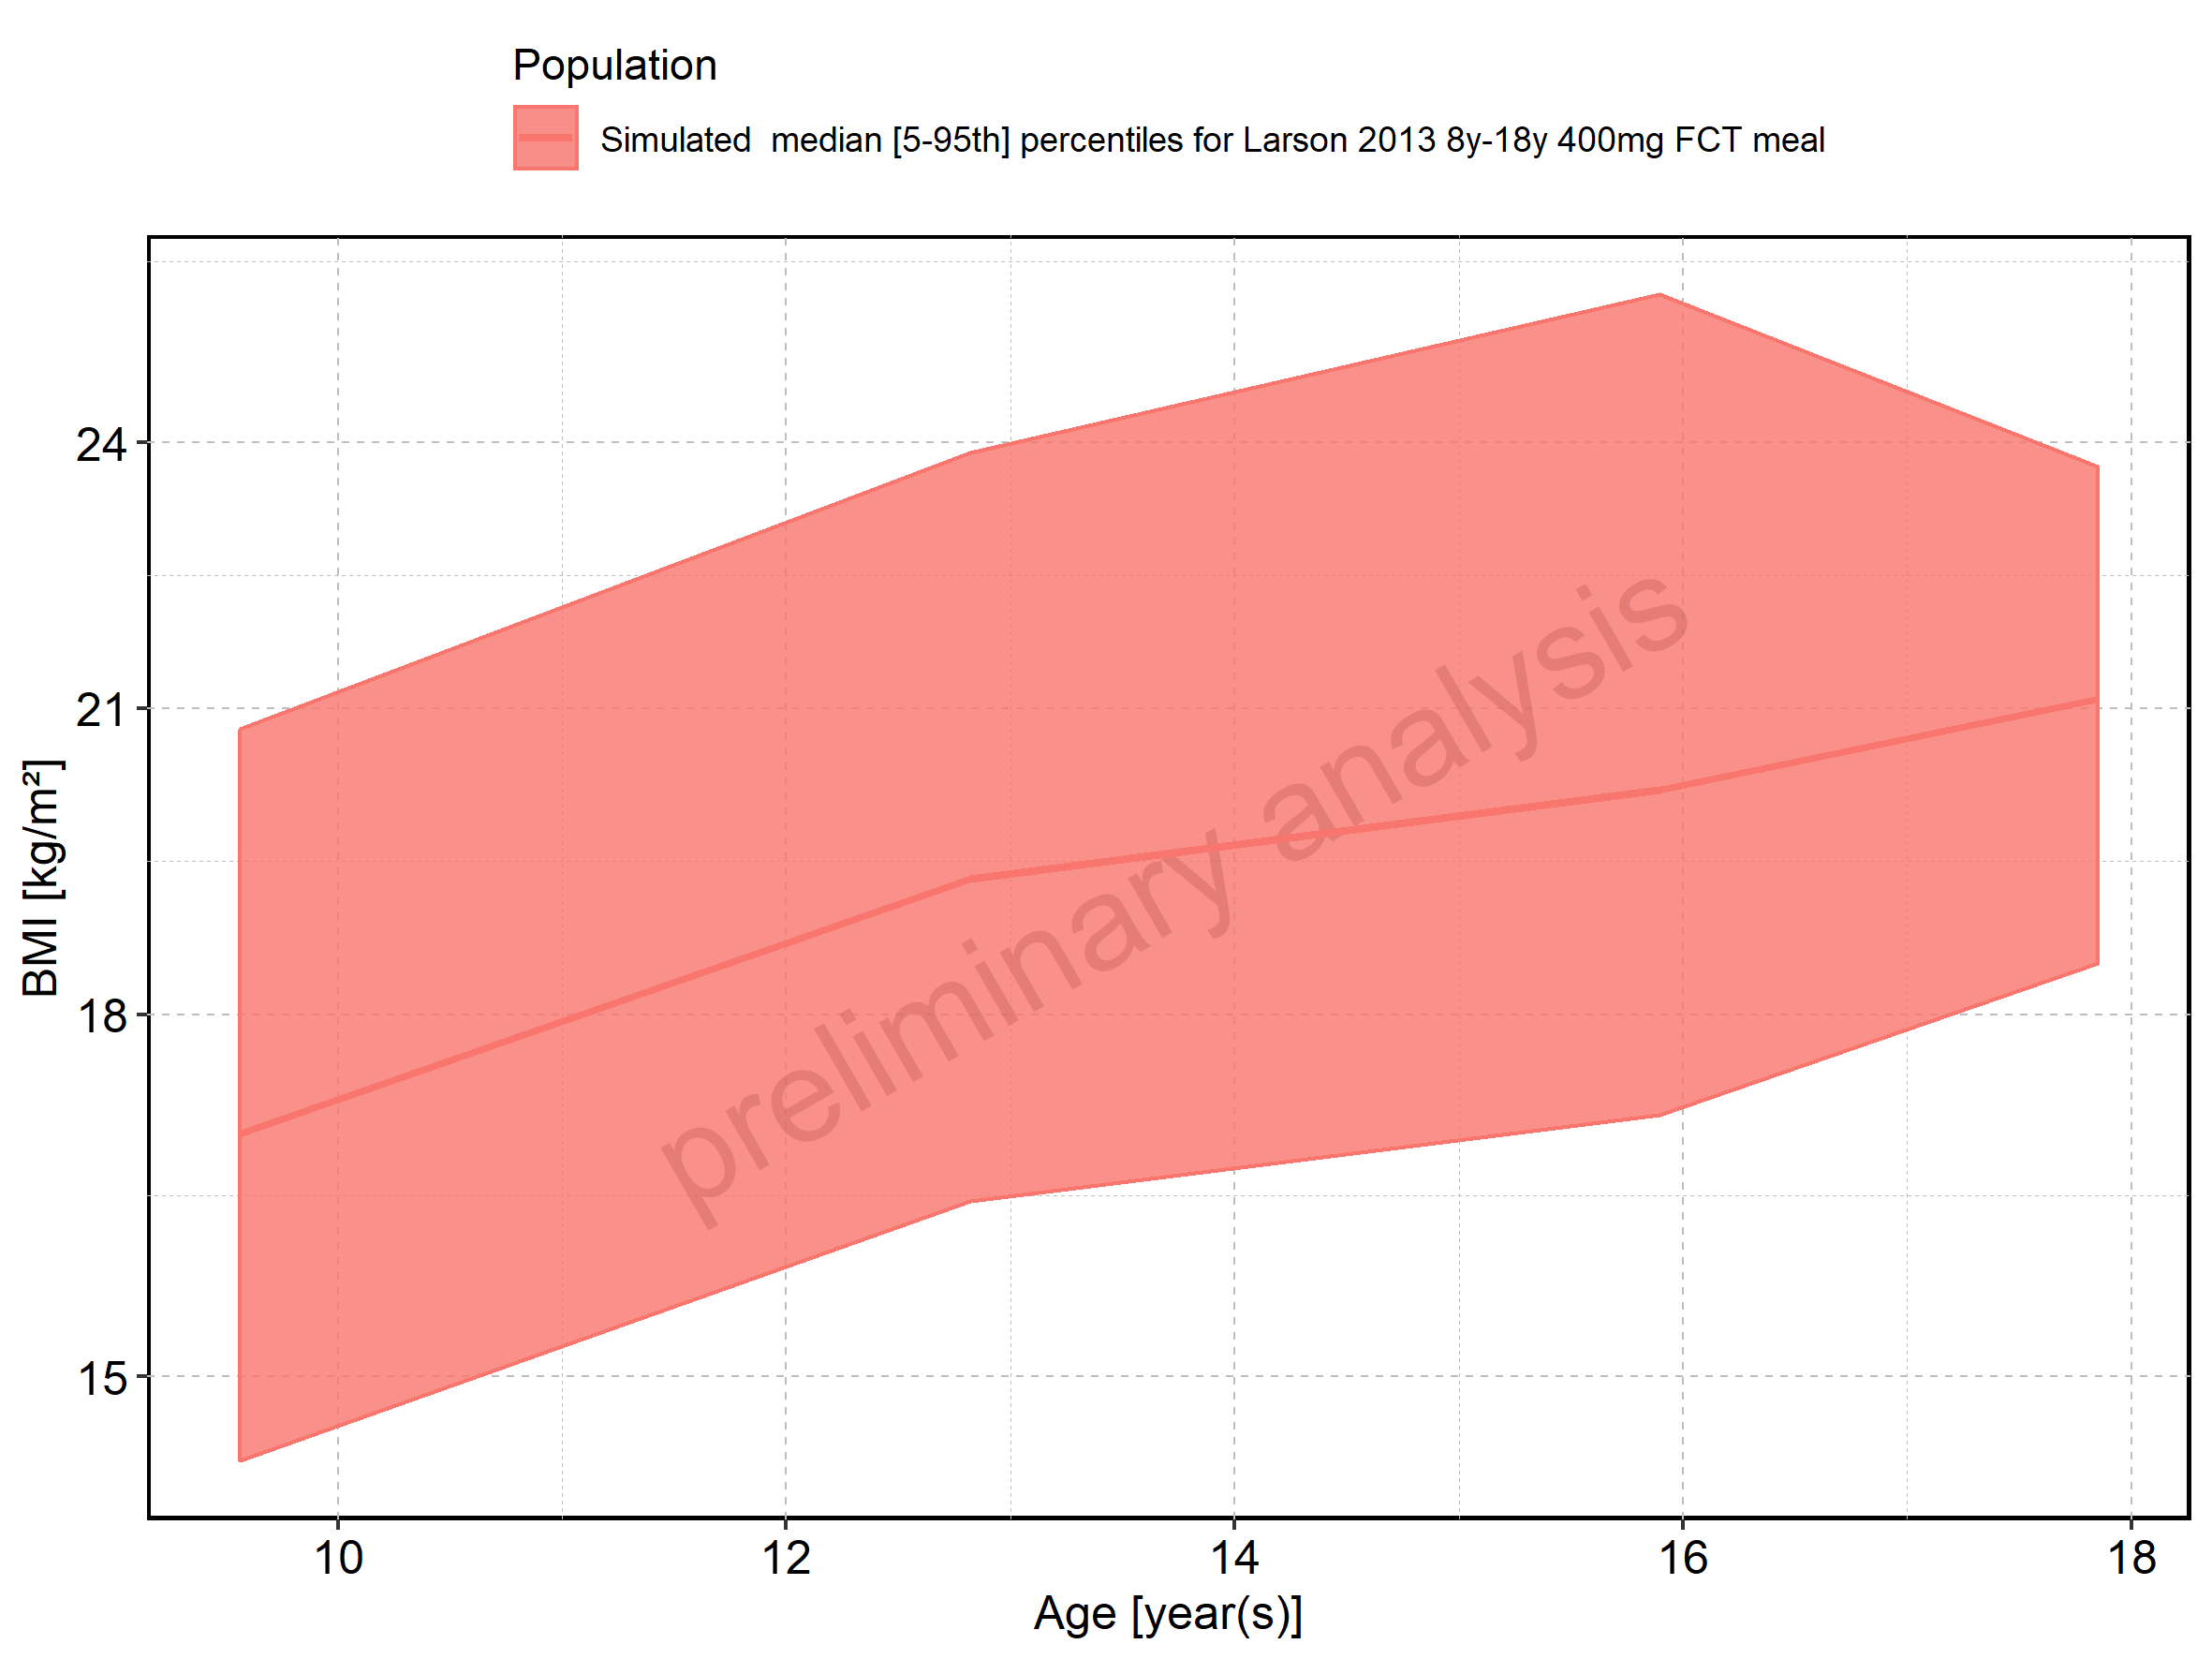 Population
Simulated  median [5-95th] percentiles for Larson 2013 8y-18y 400mg FCT meal
24
21
18
15
BMI [kg/m²]
preliminary analysis
10 12 14 16 18
Age [year(s)]